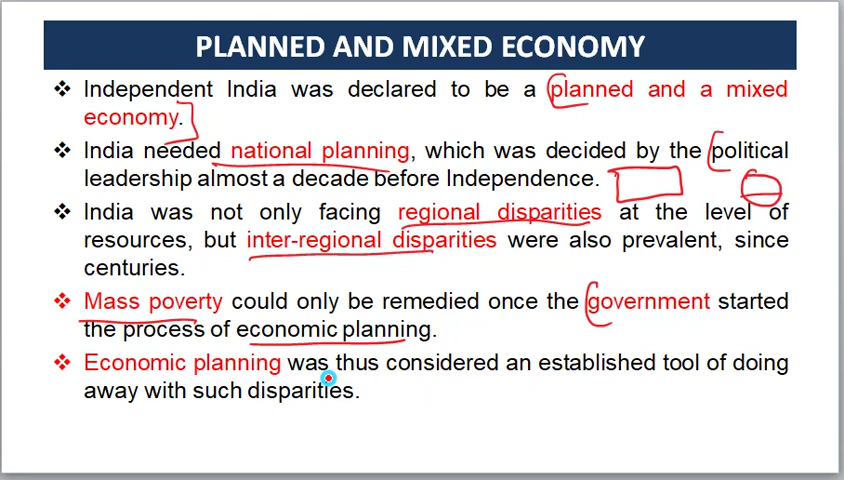 PLANNED AND MIXED ECONOMY
❖ Independent India was declared to be a planned and a mixed
economy.
❖ India needed national planning, which was decided by the political
leadership almost a decade before Independence.
❖ India was not only facing regional disparities at the level of
resources, but inter-regional disparities were also prevalent, since
centuries.
❖ Mass poverty could only be remedied once the government started
the process of economic planning.
❖ Economic planning was thus considered an established tool of doing
away with such disparities.